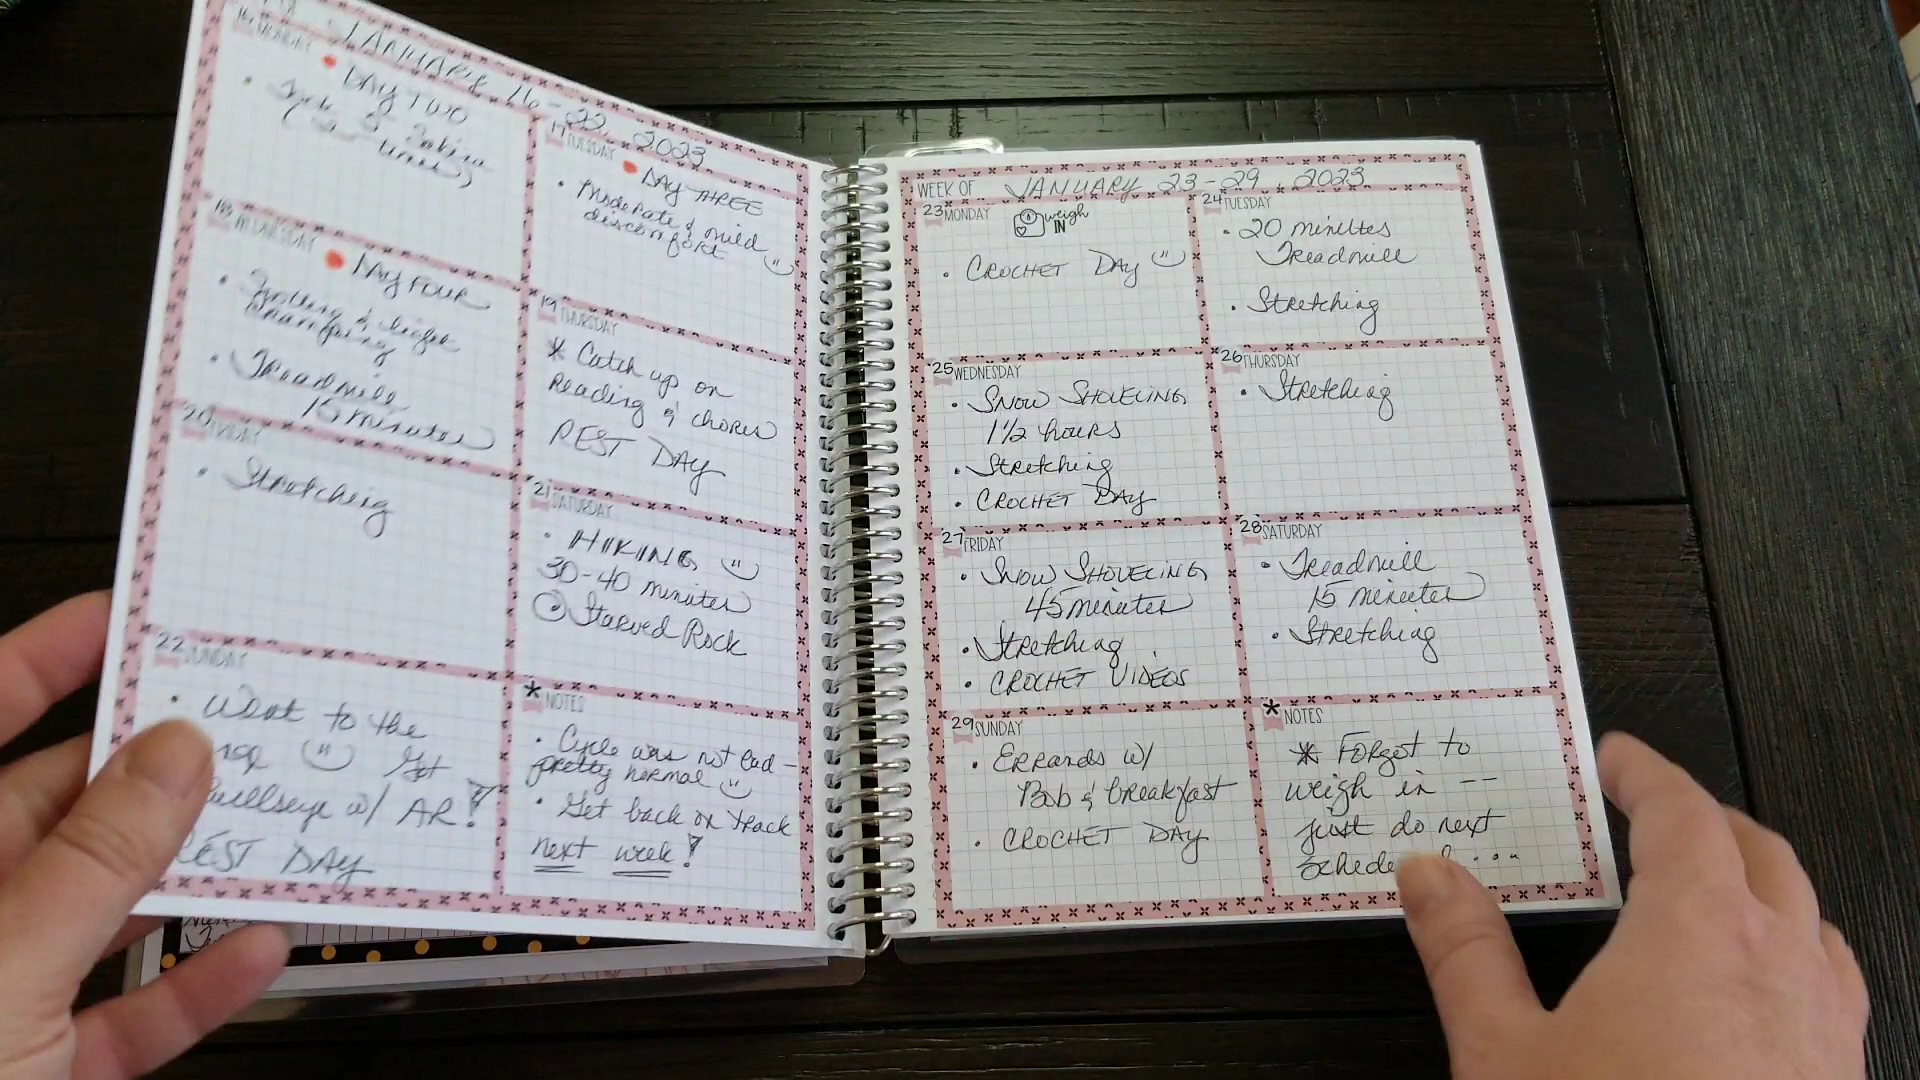 JANUARY 16-22, 2023
16 MONDAY
DAY TWO
17 TUESDAY
DAY THREE
• Moderate & mild
discomfort
18 WEDNESDAY
DAY FOUR
• Treadmill
15 minutes
19 THURSDAY
* Catch up on
reading & chores
REST DAY
20 FRIDAY
• Stretching
21 SATURDAY
• HIKING
30-40 minutes
@ Starved Rock
22 SUNDAY
• Went to the
Got
Bullseye w/ AR!
REST DAY
* NOTES
• Cycle was not bad -
pretty normal
• Get back on track
next week!
WEEK OF JANUARY 23-29, 2023
23 MONDAY
weigh
IN
• CROCHET DAY
24 TUESDAY
• 20 minutes
Treadmill
• Stretching
25 WEDNESDAY
• SNOW SHOVELING
1 1/2 hours
• Stretching
• CROCHET DAY
26 THURSDAY
• Stretching
27 FRIDAY
• SNOW SHOVELING
45 minutes
• Stretching
• CROCHET VIDEOS
28 SATURDAY
• Treadmill
15 minutes
• Stretching
29 SUNDAY
• ERRANDS w/
Bob & breakfast
• CROCHET DAY
* NOTES
* FORGOT to
weigh in --
just do next